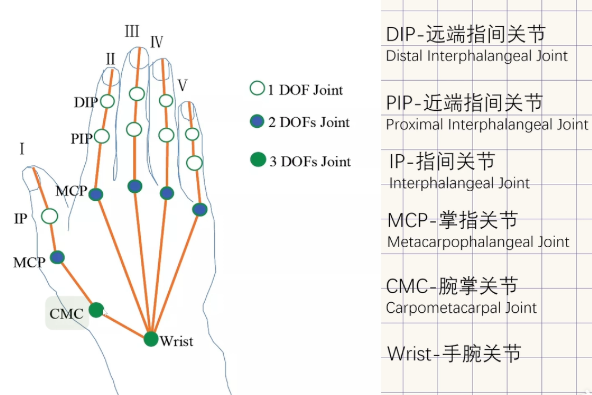 III
IV
II
V
DIP
PIP
I
MCP
IP
MCP
CMC
Wrist
1 DOF Joint
2 DOFs Joint
3 DOFs Joint
DIP-远端指间关节
Distal Interphalangeal Joint
PIP-近端指间关节
Proximal Interphalangeal Joint
IP-指间关节
Interphalangeal Joint
MCP-掌指关节
Metacarpophalangeal Joint
CMC-腕掌关节
Carpometacarpal Joint
Wrist-手腕关节